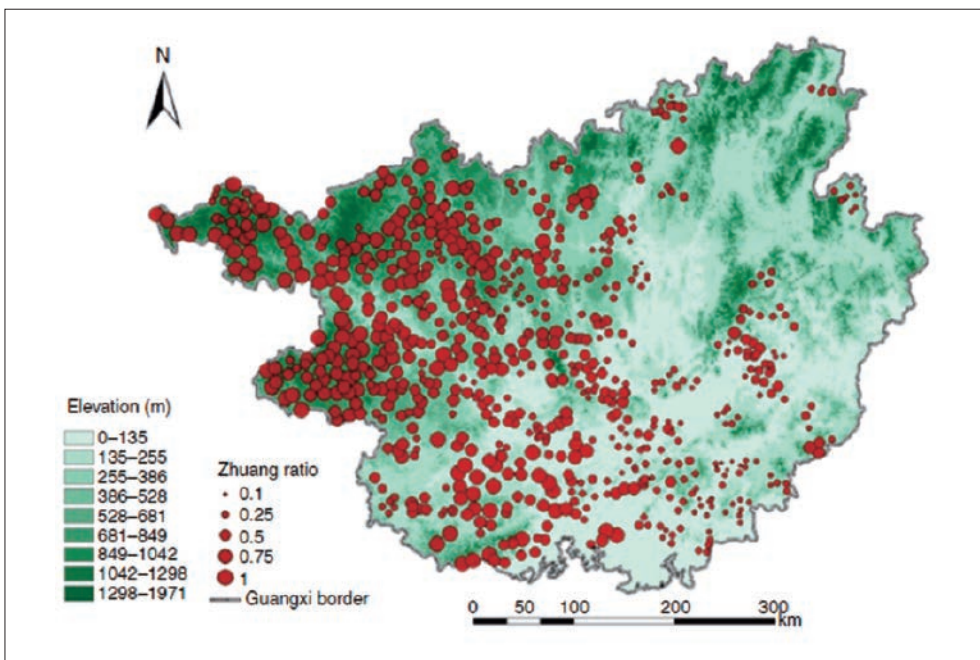 N
Elevation (m)
0–135
135–255
255–386
386–528
528–681
681–849
849–1042
1042–1298
1298–1971
Zhuang ratio
0.1
0.25
0.5
0.75
1
Guangxi border
0 50 100 200 300
km